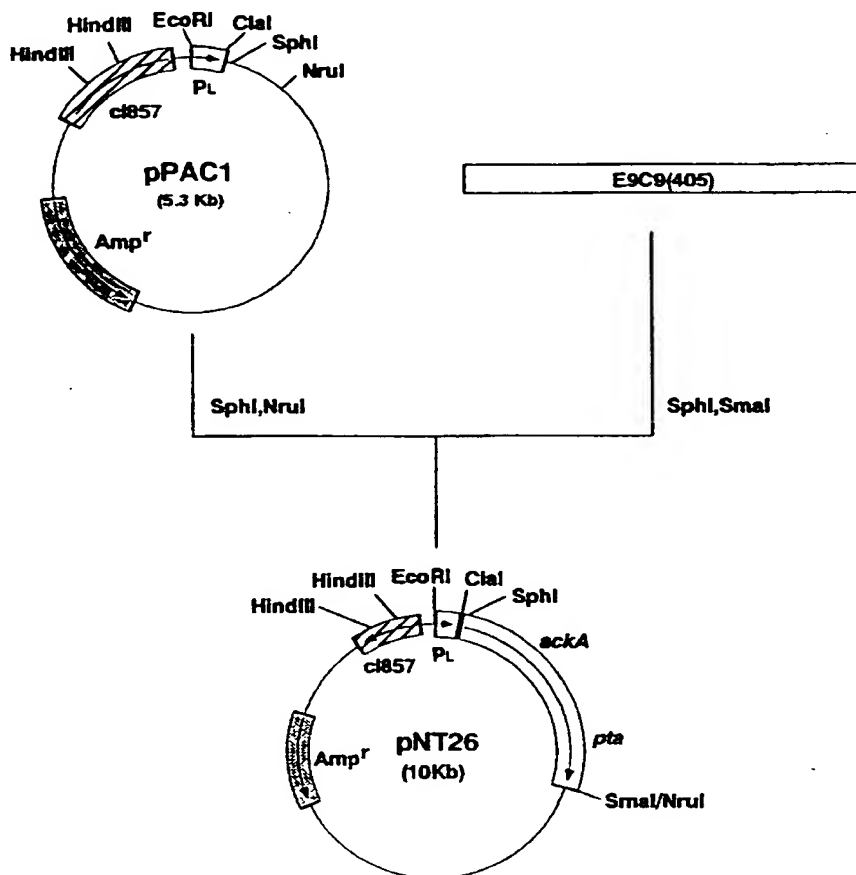 EcoRI ClaI
HindIII SphI
HindIII NruI
PL
cI857
pPAC1
(5.3 Kb)
E9C9(405)
Ampr
SphI,NruI SphI,SmaI
HindIII EcoRI ClaI
HindIII SphI
ackA
PL
cI857
pta
pNT26
Ampr
(10Kb)
SmaI/NruI